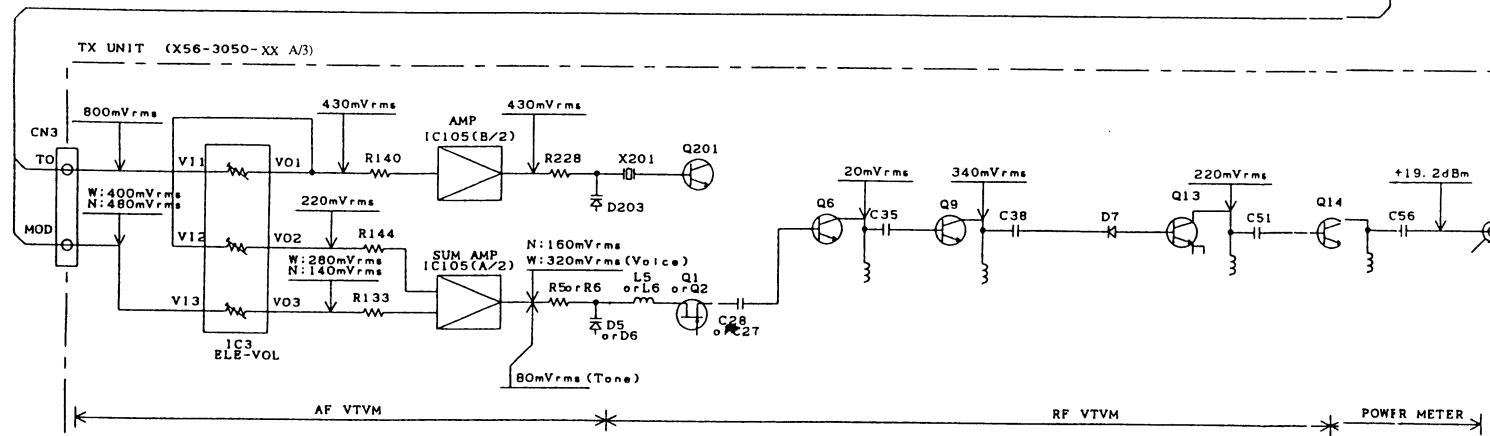 TX UNIT (X56-3050-XX A/3)
CN3
TO
MOD
800mVrms
W:400mVrms
N:480mVrms
VI1
VO1
VI2
VO2
VI3
VO3
IC3
ELE-VOL
430mVrms
R140
AMP
IC105(B/2)
430mVrms
R228
X201
Q201
D203
220mVrms
R144
W:280mVrms
N:140mVrms
R133
SUM AMP
IC105(A/2)
N:160mVrms
W:320mVrms(Voice)
R5orR6
L5
orL6
Q1
orQ2
D5
orD6
C28
orC27
80mVrms(Tone)
Q6
20mVrms
C35
Q9
340mVrms
C38
D7
Q13
220mVrms
C51
Q14
C56
+19.2dBm
AF VTVM
RF VTVM
POWER METER